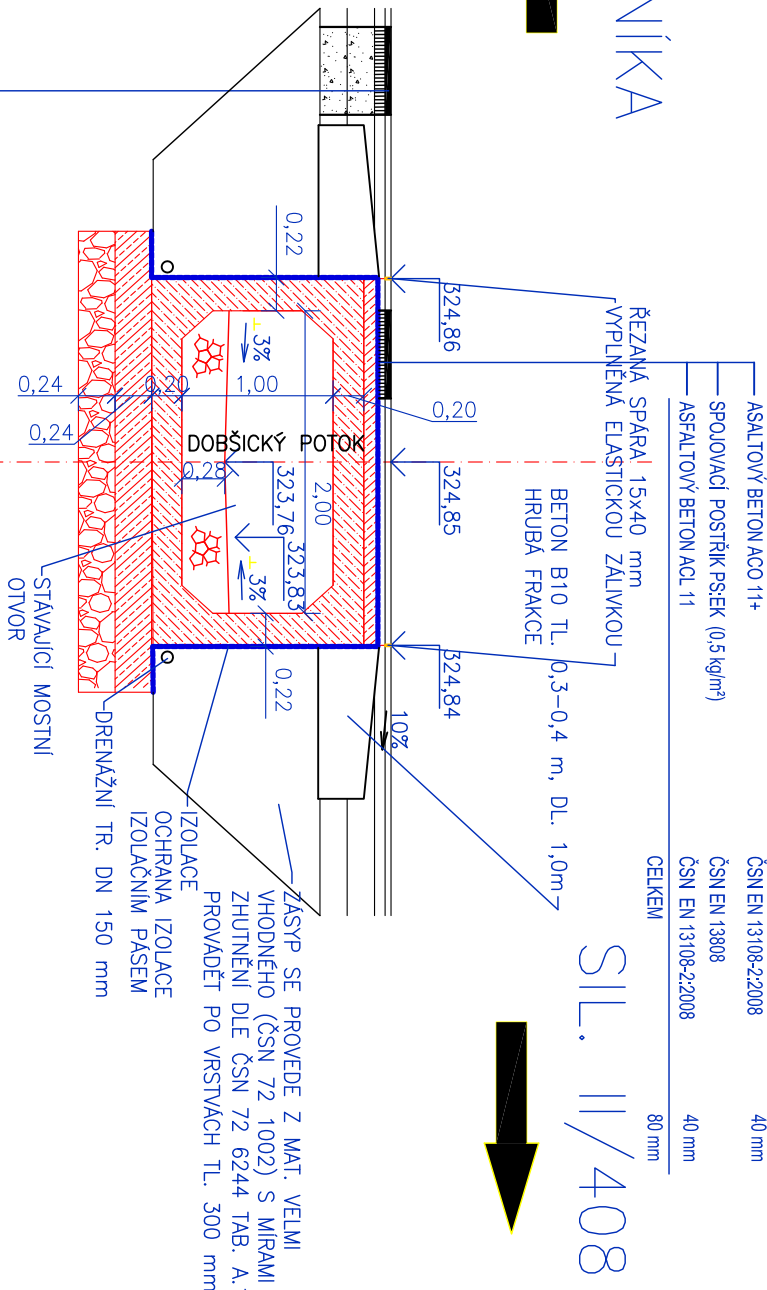 NÍKA
ASALTOVÝ BETON ACO 11+ ČSN EN 13108-2:2008 40 mm
SPOJOVACÍ POSTŘIK PS;EK (0,5 kg/m²) ČSN EN 13808
ASFALTOVÝ BETON ACL 11 ČSN EN 13108-2:2008 40 mm
CELKEM 80 mm
ŘEZANÁ SPÁRA 15x40 mm
VYPLNĚNÁ ELASTICKOU ZÁLIVKOU
BETON B10 TL. 0,3-0,4 m, DL. 1,0m
HRUBÁ FRAKCE
SIL. II/408
324,86
324,85
324,84
10%
0,22
0,20
3%
1,00
0,20
0,24
0,24
DOBŠICKÝ POTOK
0,28
323,76
2,00
323,83
3%
0,22
STÁVAJÍCÍ MOSTNÍ
OTVOR
DRENÁŽNÍ TR. DN 150 mm
IZOLACE
OCHRANA IZOLACE
IZOLAČNÍM PÁSEM
ZÁSYP SE PROVEDE Z MAT. VELMI
VHODNÉHO (ČSN 72 1002) S MÍRAMI
ZHUTNĚNÍ DLE ČSN 72 6244 TAB. A.
PROVÁDĚT PO VRSTVÁCH TL. 300 mm